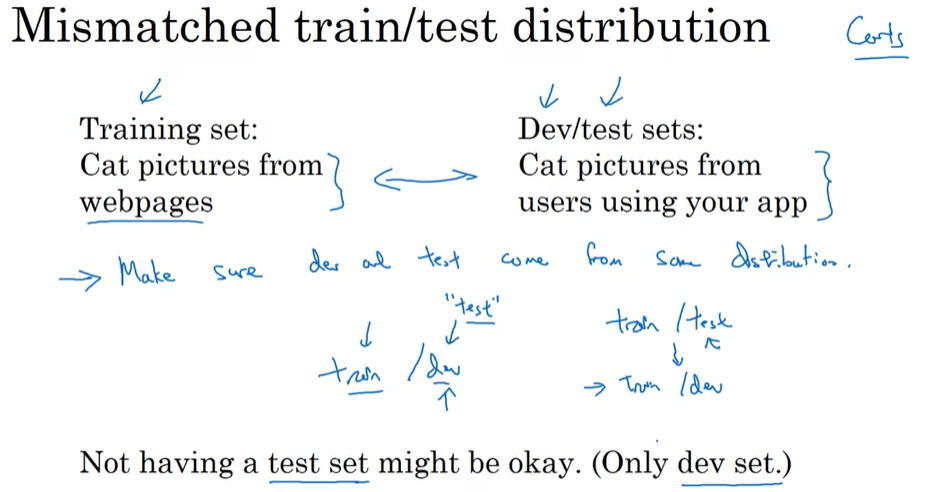 Mismatched train/test distribution
Training set:
Cat pictures from
webpages
Dev/test sets:
Cat pictures from
users using your app
→ Make sure dev and test come from same distribution.
"test"
train / dev
train / test
→ train / dev
Not having a test set might be okay. (Only dev set.)